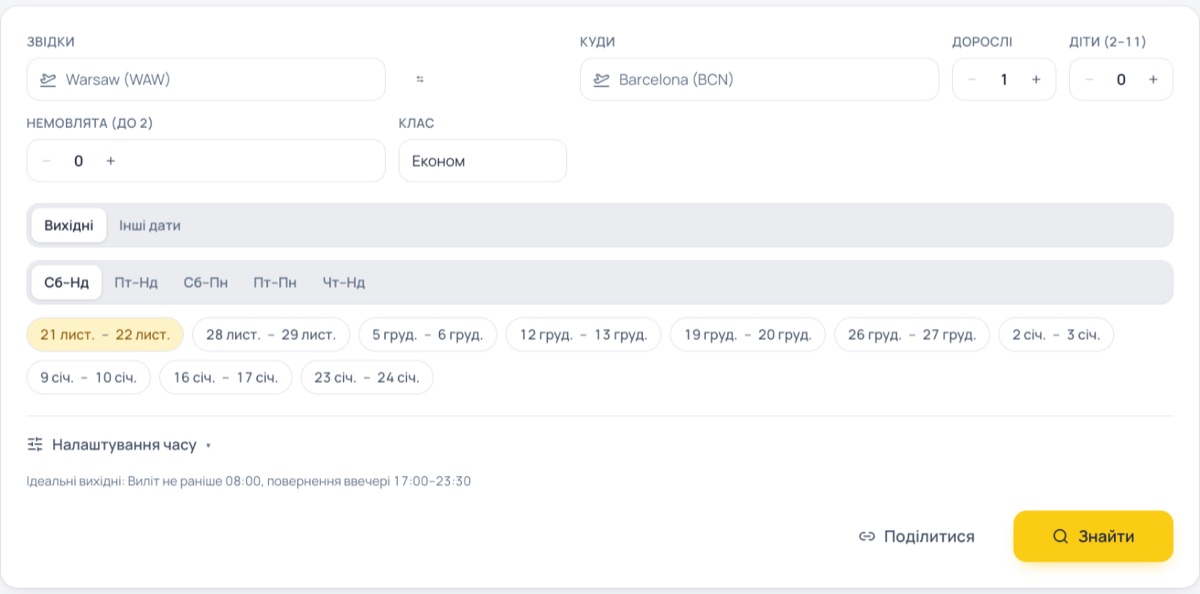 ЗВІДКИ КУДИ ДОРОСЛІ ДІТИ (2–11)
Warsaw (WAW) ⇆ Barcelona (BCN) − 1 + − 0 +
НЕМОВЛЯТА (ДО 2) КЛАС
− 0 + Економ
Вихідні Інші дати
Сб–Нд Пт–Нд Сб–Пн Пт–Пн Чт–Нд
21 лист. – 22 лист. 28 лист. – 29 лист. 5 груд. – 6 груд. 12 груд. – 13 груд. 19 груд. – 20 груд. 26 груд. – 27 груд. 2 січ. – 3 січ.
9 січ. – 10 січ. 16 січ. – 17 січ. 23 січ. – 24 січ.
Налаштування часу ▾
Ідеальні вихідні: Виліт не раніше 08:00, повернення ввечері 17:00–23:30
Поділитися Знайти